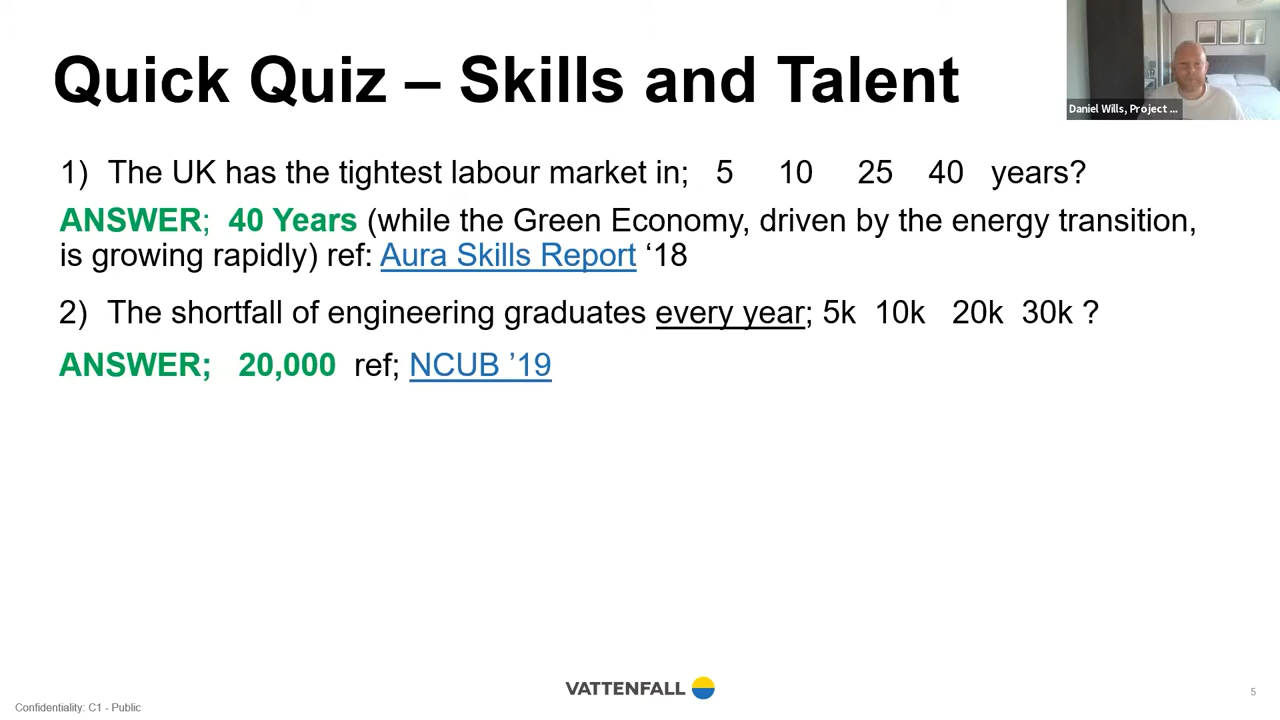 Quick Quiz – Skills and Talent
Daniel Wills, Project ...
1) The UK has the tightest labour market in; 5 10 25 40 years?
ANSWER; 40 Years (while the Green Economy, driven by the energy transition,
is growing rapidly) ref: Aura Skills Report ‘18
2) The shortfall of engineering graduates every year; 5k 10k 20k 30k ?
ANSWER; 20,000 ref; NCUB ’19
VATTENFALL
5
Confidentiality: C1 - Public